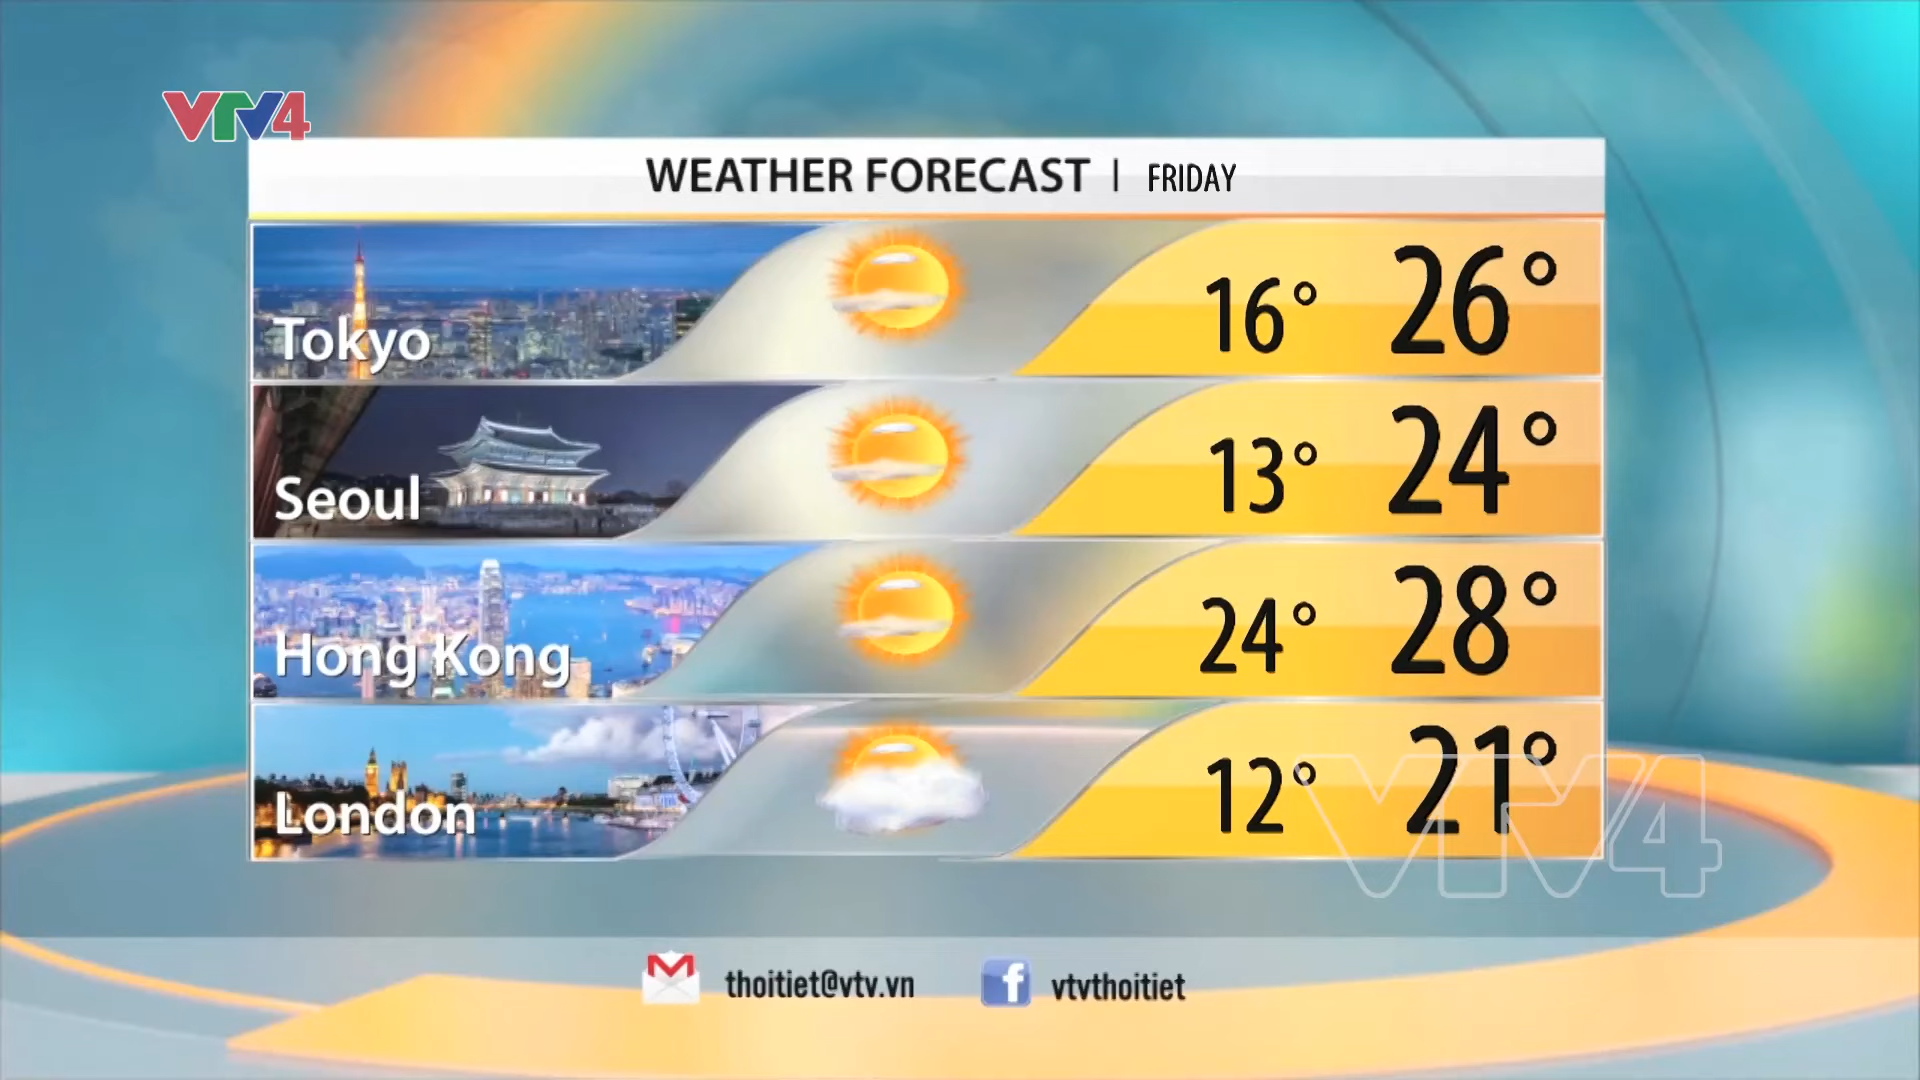 VTV4
WEATHER FORECAST | FRIDAY
Tokyo 16° 26°
Seoul 13° 24°
Hong Kong 24° 28°
London 12° 21°
VTV4
thoitiet@vtv.vn vtvthoitiet